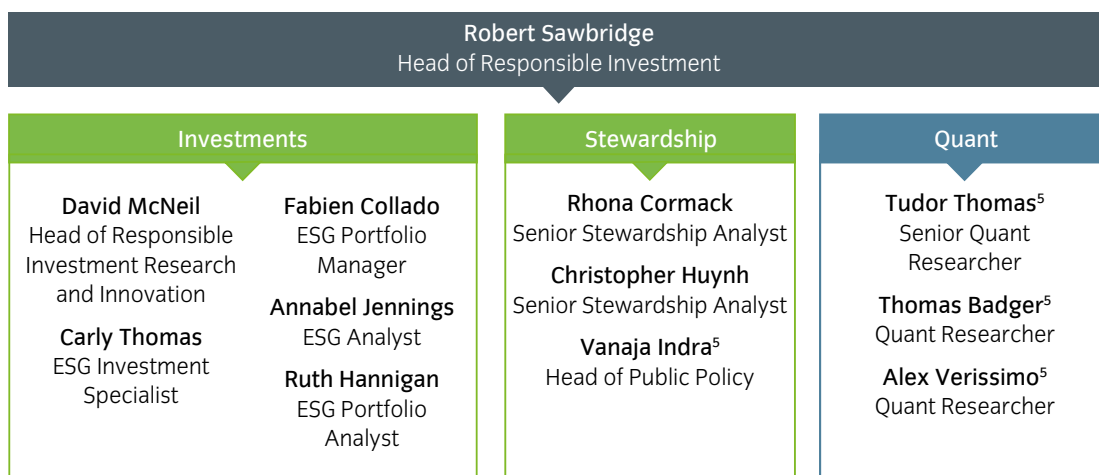 Robert Sawbridge
Head of Responsible Investment
Investments
David McNeil
Head of Responsible
Investment Research
and Innovation
Carly Thomas
ESG Investment
Specialist
Fabien Collado
ESG Portfolio
Manager
Annabel Jennings
ESG Analyst
Ruth Hannigan
ESG Portfolio
Analyst
Stewardship
Rhona Cormack
Senior Stewardship Analyst
Christopher Huynh
Senior Stewardship Analyst
Vanaja Indra⁵
Head of Public Policy
Quant
Tudor Thomas⁵
Senior Quant
Researcher
Thomas Badger⁵
Quant Researcher
Alex Verissimo⁵
Quant Researcher